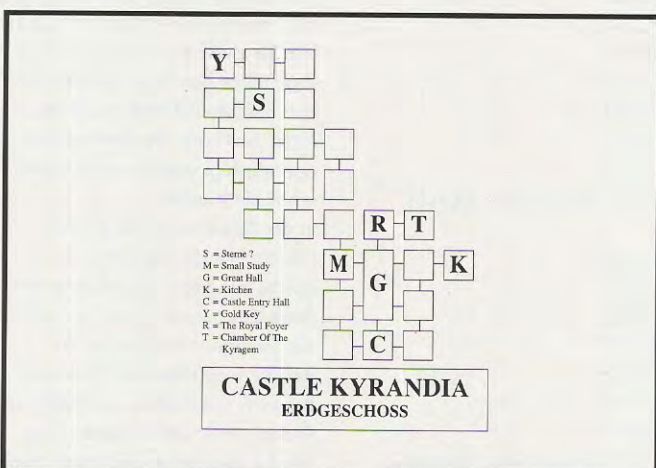 Y
S
R T
M K
G
C
S = Sterne ?
M = Small Study
G = Great Hall
K = Kitchen
C = Castle Entry Hall
Y = Gold Key
R = The Royal Foyer
T = Chamber Of The
Kyragem
CASTLE KYRANDIA
ERDGESCHOSS